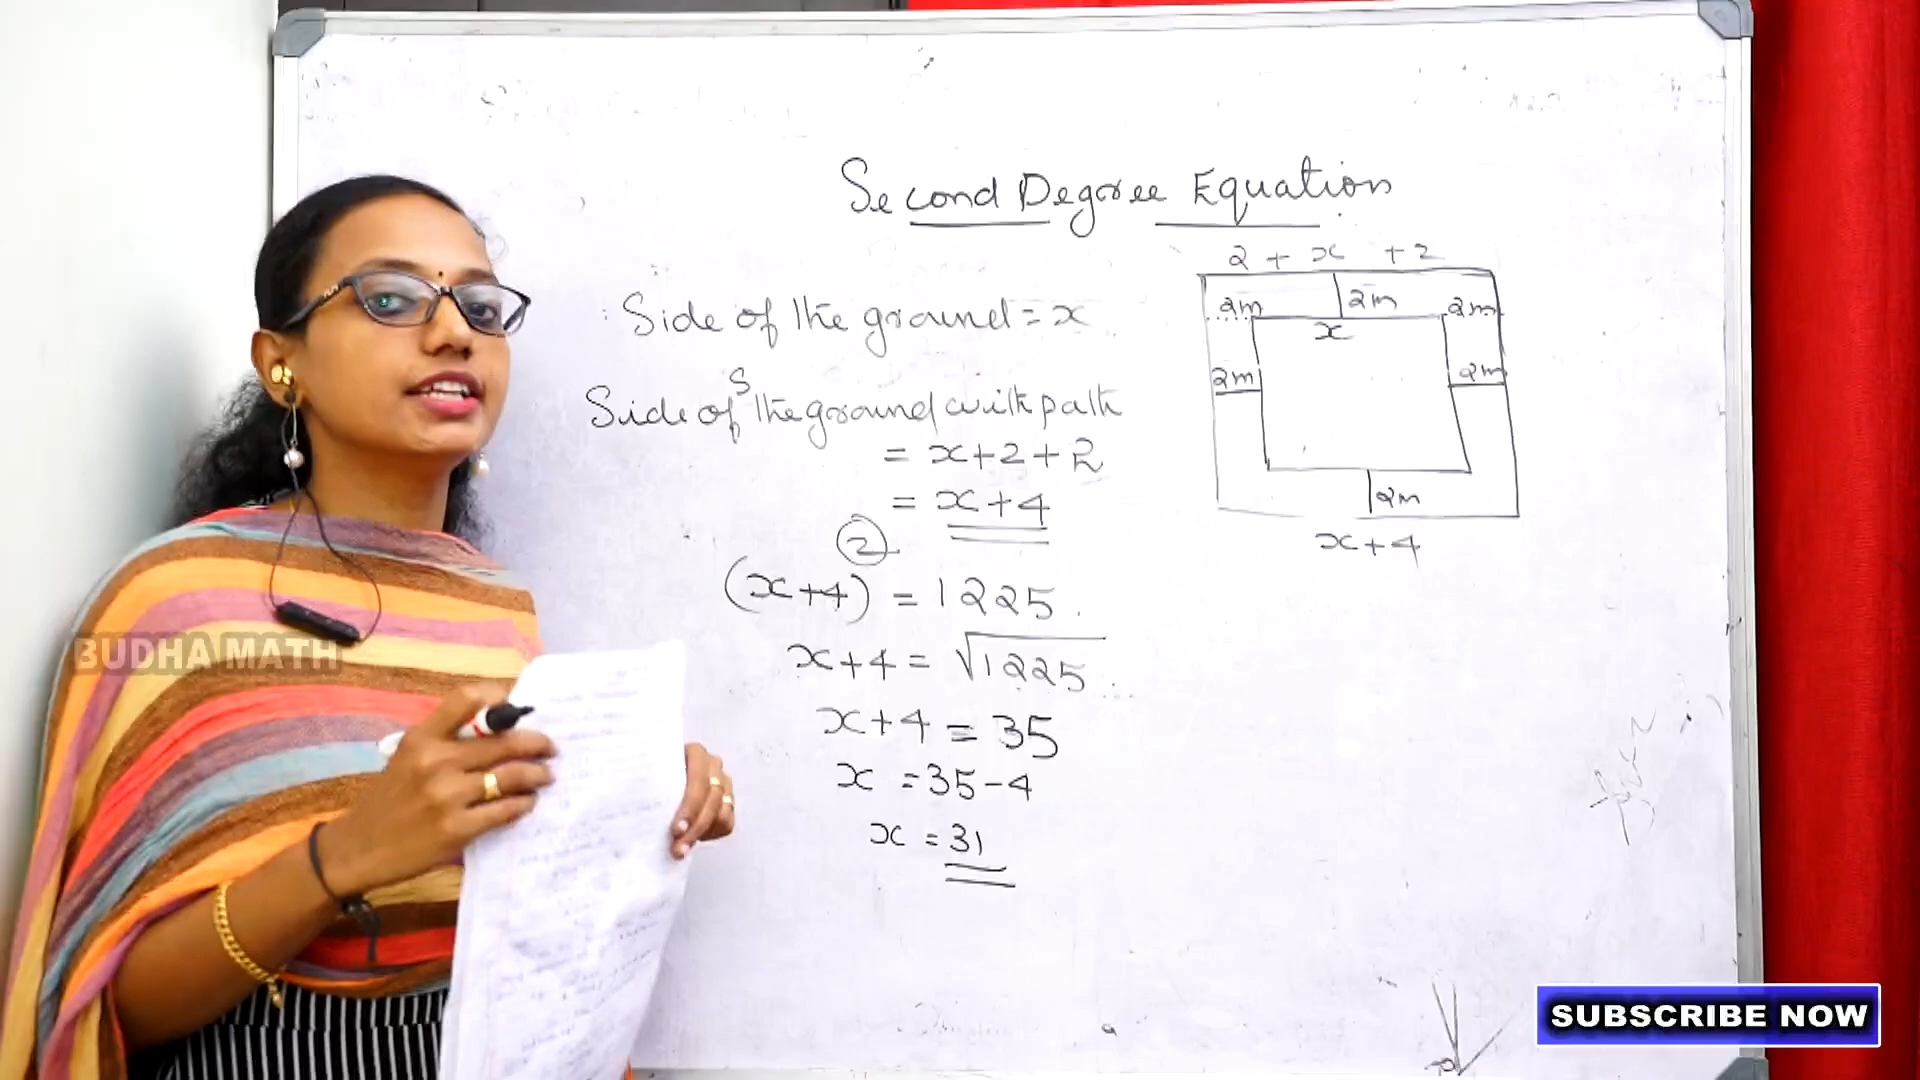 Second Degree Equation
2 + x + 2
2m 2m 2m
x
2m 2m
2m
x+4
Side of the ground = x
Sides of the ground with path
= x+2+2
= x+4
(x+4)² = 1225
x+4 = √1225
x+4 = 35
x = 35-4
x = 31
BUDHA MATH
SUBSCRIBE NOW